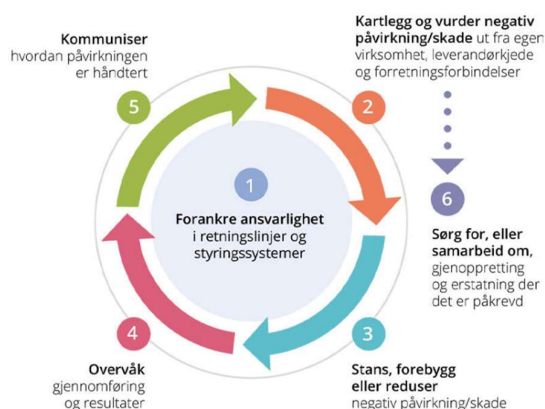 Kommuniser
hvordan påvirkningen
er håndtert
5
Kartlegg og vurder negativ
påvirkning/skade ut fra egen
virksomhet, leverandørkjede
og forretningsforbindelser
2
1
Forankre ansvarlighet
i retningslinjer og
styringssystemer
6
Sørg for, eller
samarbeid om,
gjenoppretting
og erstatning der
det er påkrevd
4
Overvåk
gjennomføring
og resultater
3
Stans, forebygg
eller reduser
negativ påvirkning/skade